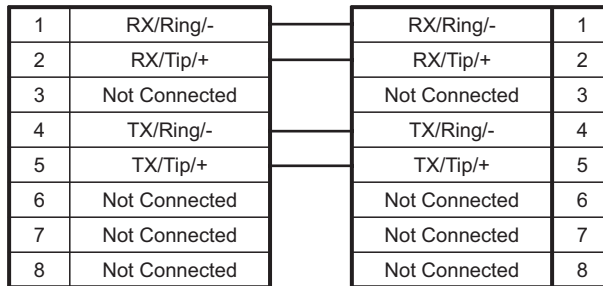 1 RX/Ring/- RX/Ring/- 1
2 RX/Tip/+ RX/Tip/+ 2
3 Not Connected Not Connected 3
4 TX/Ring/- TX/Ring/- 4
5 TX/Tip/+ TX/Tip/+ 5
6 Not Connected Not Connected 6
7 Not Connected Not Connected 7
8 Not Connected Not Connected 8